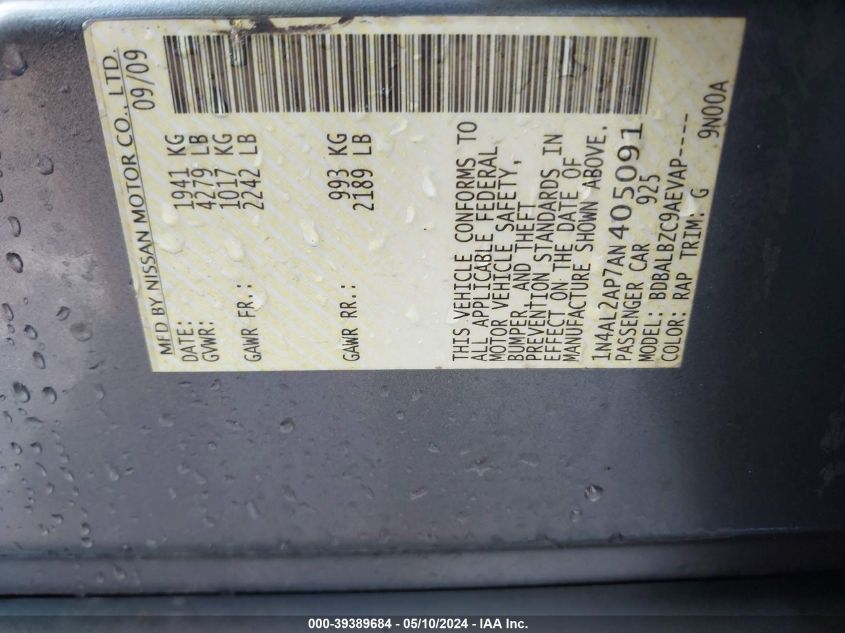 MFD BY NISSAN MOTOR CO., LTD.
DATE: 09/09
GVWR: 1941 KG
4279 LB
GAWR FR.: 1017 KG
2242 LB
GAWR RR.: 993 KG
2189 LB
THIS VEHICLE CONFORMS TO
ALL APPLICABLE FEDERAL
MOTOR VEHICLE SAFETY,
BUMPER, AND THEFT
PREVENTION STANDARDS IN
EFFECT ON THE DATE OF
MANUFACTURE SHOWN ABOVE.
1N4AL2AP7AN405091
PASSENGER CAR 925
MODEL: BDBALBZC9AEVAP----
COLOR: RAP TRIM: G 9N00A
000-39389684 - 05/10/2024 - IAA Inc.